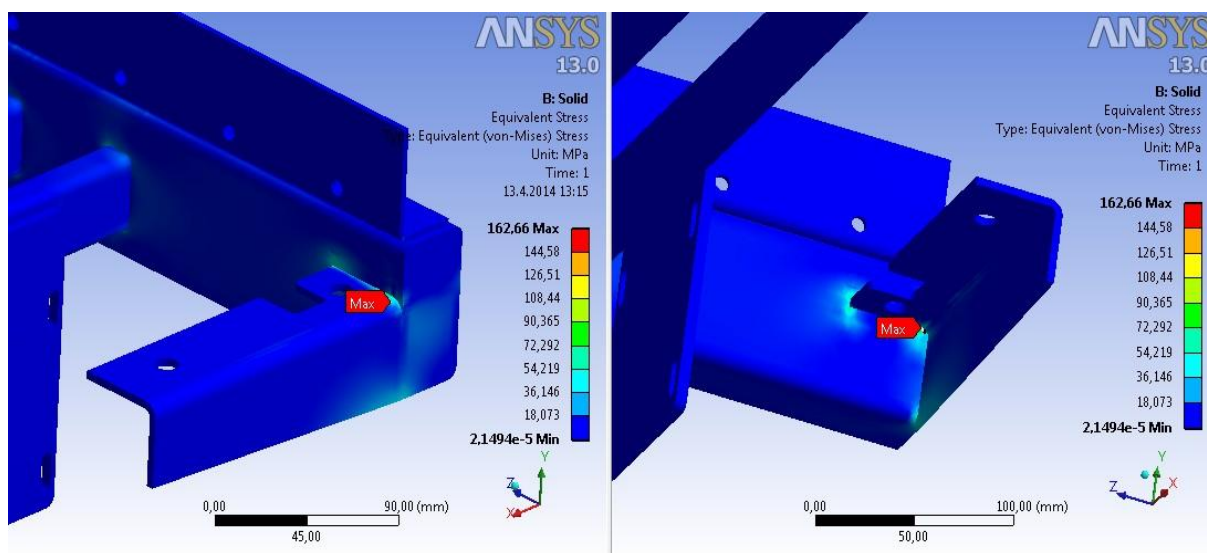 ANSYS
13.0
B: Solid
Equivalent Stress
Type: Equivalent (von-Mises) Stress
Unit: MPa
Time: 1
13.4.2014 13:15
162,66 Max
144,58
126,51
108,44
90,365
72,292
54,219
36,146
18,073
2,1494e-5 Min
Max
Y
Z
X
0,00
90,00 (mm)
45,00
ANSYS
13.0
B: Solid
Equivalent Stress
Type: Equivalent (von-Mises) Stress
Unit: MPa
Time: 1
162,66 Max
144,58
126,51
108,44
90,365
72,292
54,219
36,146
18,073
2,1494e-5 Min
Max
Y
Z
X
0,00
100,00 (mm)
50,00